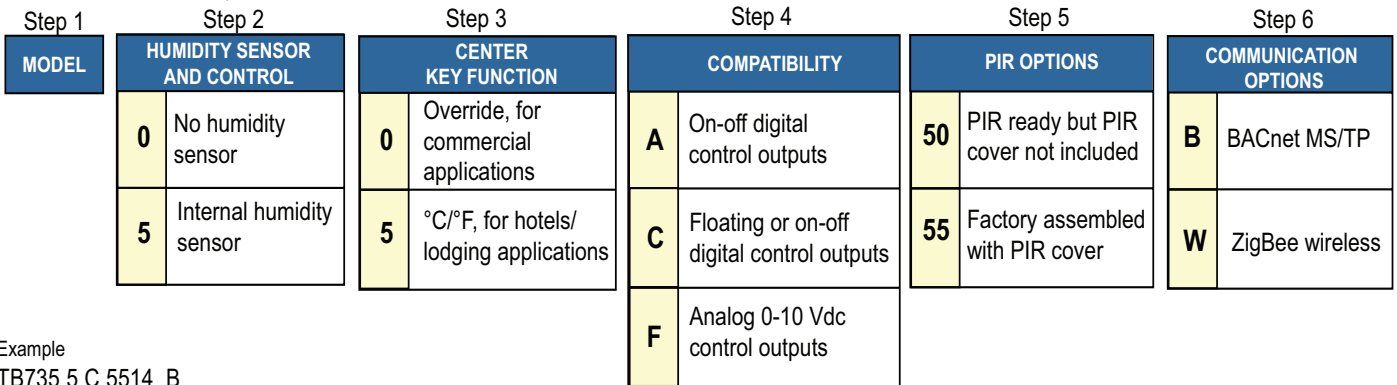 Step 1
MODEL
Step 2
HUMIDITY SENSOR
AND CONTROL
0
No humidity
sensor
5
Internal humidity
sensor
Step 3
CENTER
KEY FUNCTION
0
Override, for
commercial
applications
5
°C/°F, for hotels/
lodging applications
Step 4
COMPATIBILITY
A
On-off digital
control outputs
C
Floating or on-off
digital control outputs
F
Analog 0-10 Vdc
control outputs
Step 5
PIR OPTIONS
50
PIR ready but PIR
cover not included
55
Factory assembled
with PIR cover
Step 6
COMMUNICATION
OPTIONS
B
BACnet MS/TP
W
ZigBee wireless
Example
TB735 5 C 5514 B